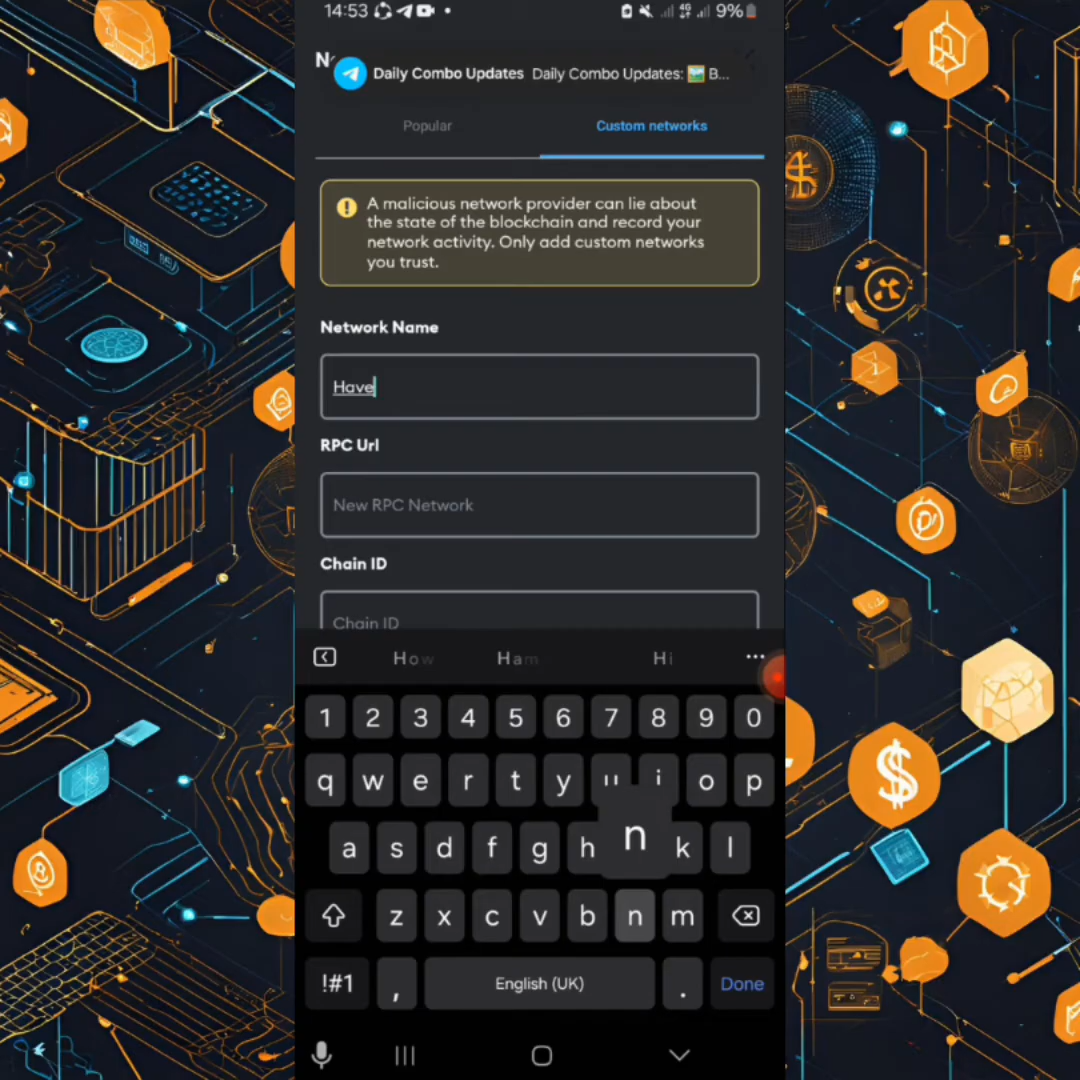 14:53 9%
N
Daily Combo Updates Daily Combo Updates: B...
Popular Custom networks
A malicious network provider can lie about
the state of the blockchain and record your
network activity. Only add custom networks
you trust.
Network Name
Have
RPC Url
New RPC Network
Chain ID
Chain ID
How Ham Hi
1 2 3 4 5 6 7 8 9 0
q w e r t y u i o p
a s d f g h n k l
z x c v b n m
!#1 , English (UK) . Done